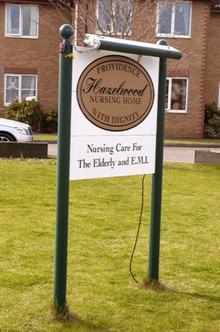 PROVIDENCE
Hazelwood
NURSING HOME
WITH DIGNITY
Nursing Care For
The Elderly and E.M.I.